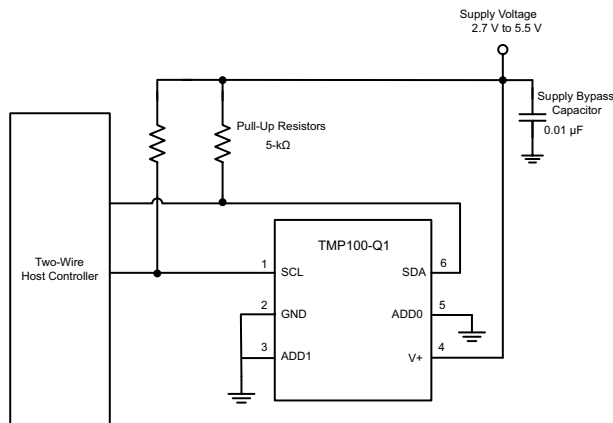 Supply Voltage
2.7 V to 5.5 V
Supply Bypass
Capacitor
0.01 µF
Pull-Up Resistors
5-kΩ
Two-Wire
Host Controller
TMP100-Q1
1 SCL
SDA 6
2 GND
ADD0 5
3 ADD1
V+ 4